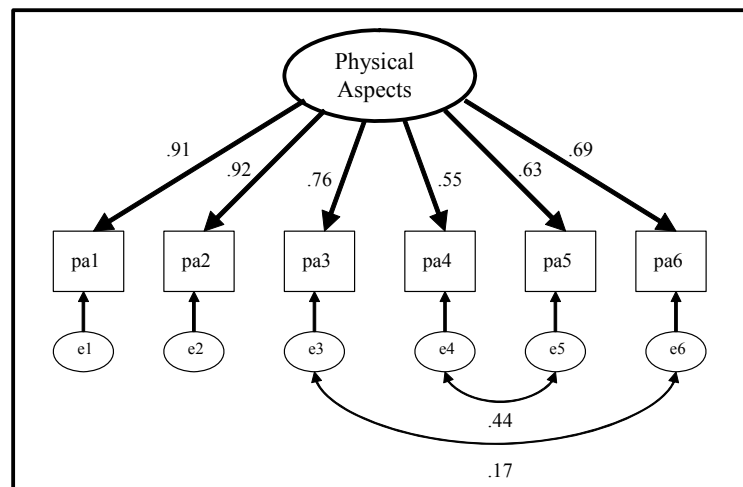 Physical
Aspects
.91
.92
.76
.55
.63
.69
pa1
pa2
pa3
pa4
pa5
pa6
e1
e2
e3
e4
e5
e6
.44
.17